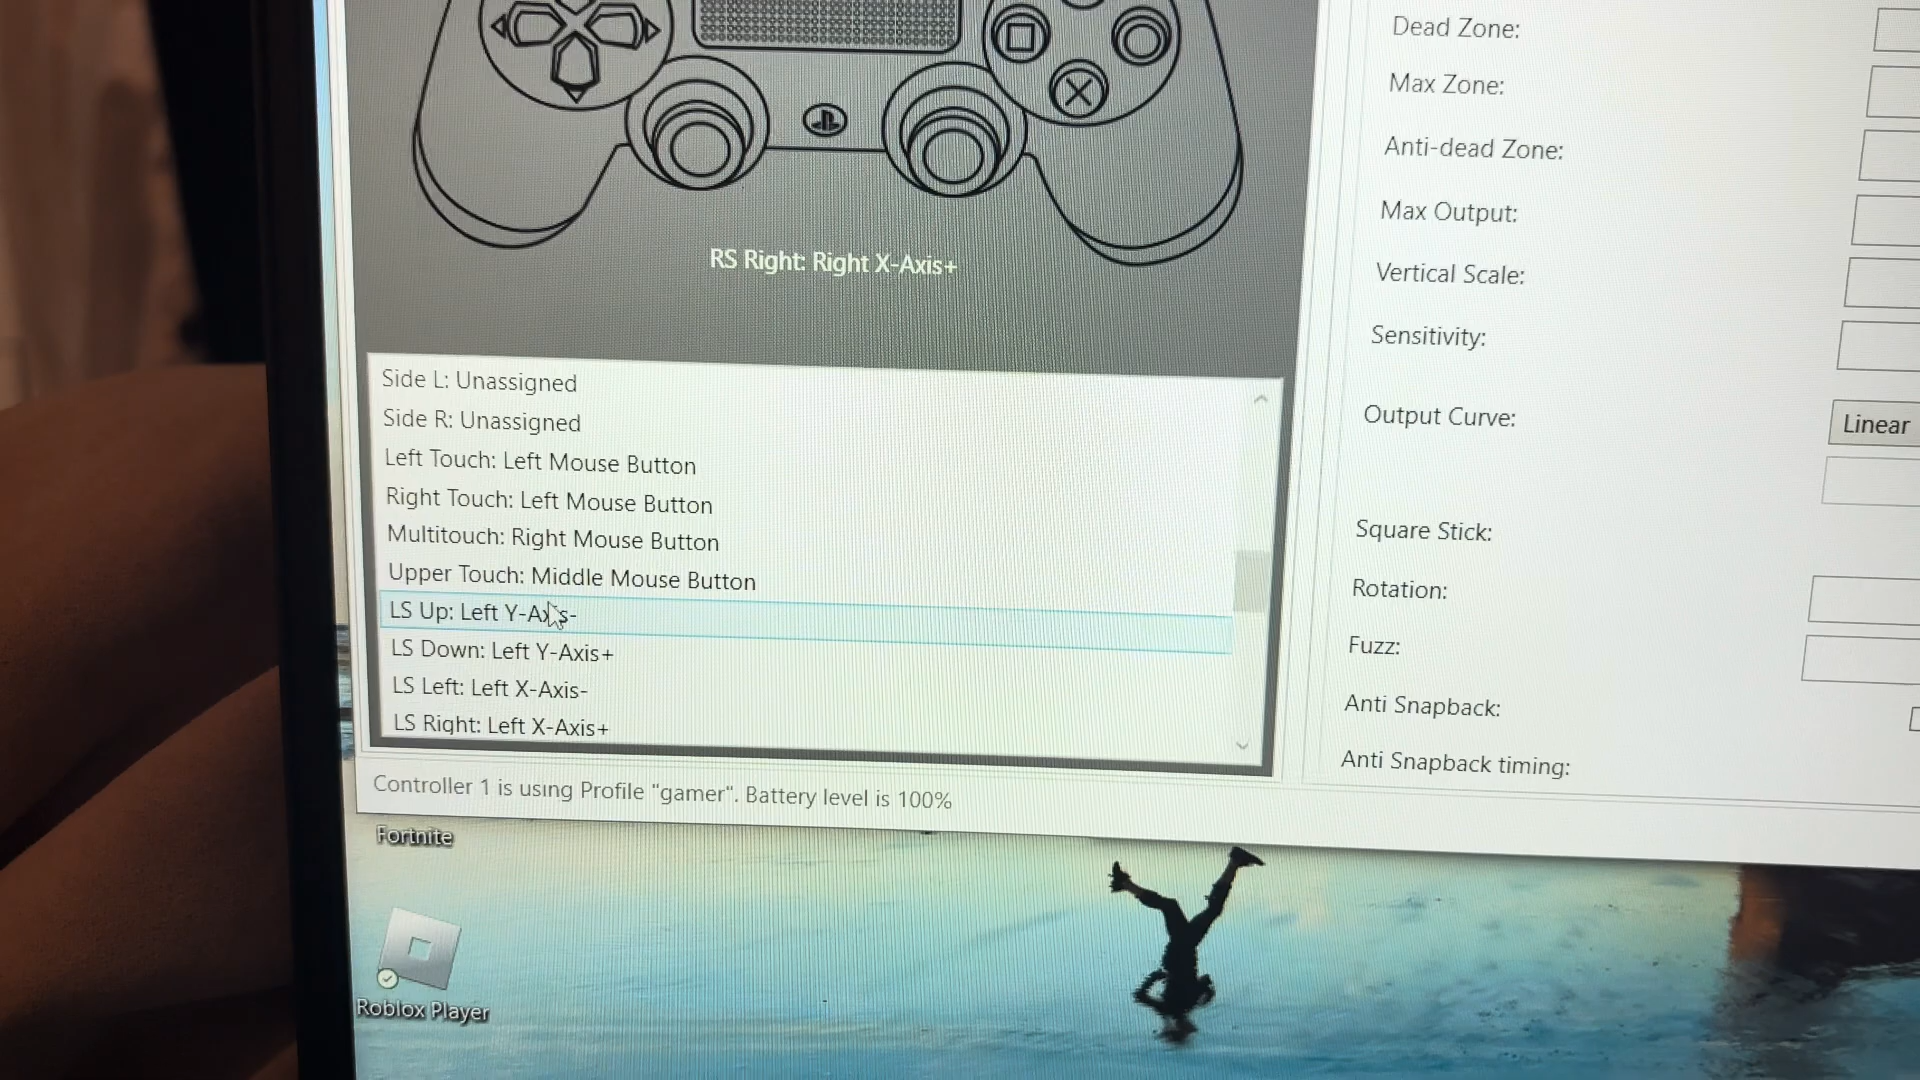 RS Right: Right X-Axis+
Side L: Unassigned
Side R: Unassigned
Left Touch: Left Mouse Button
Right Touch: Left Mouse Button
Multitouch: Right Mouse Button
Upper Touch: Middle Mouse Button
LS Up: Left Y-Axis-
LS Down: Left Y-Axis+
LS Left: Left X-Axis-
LS Right: Left X-Axis+
Controller 1 is using Profile "gamer". Battery level is 100%
Dead Zone:
Max Zone:
Anti-dead Zone:
Max Output:
Vertical Scale:
Sensitivity:
Output Curve:
Linear
Square Stick:
Rotation:
Fuzz:
Anti Snapback:
Anti Snapback timing:
Fortnite
Roblox Player